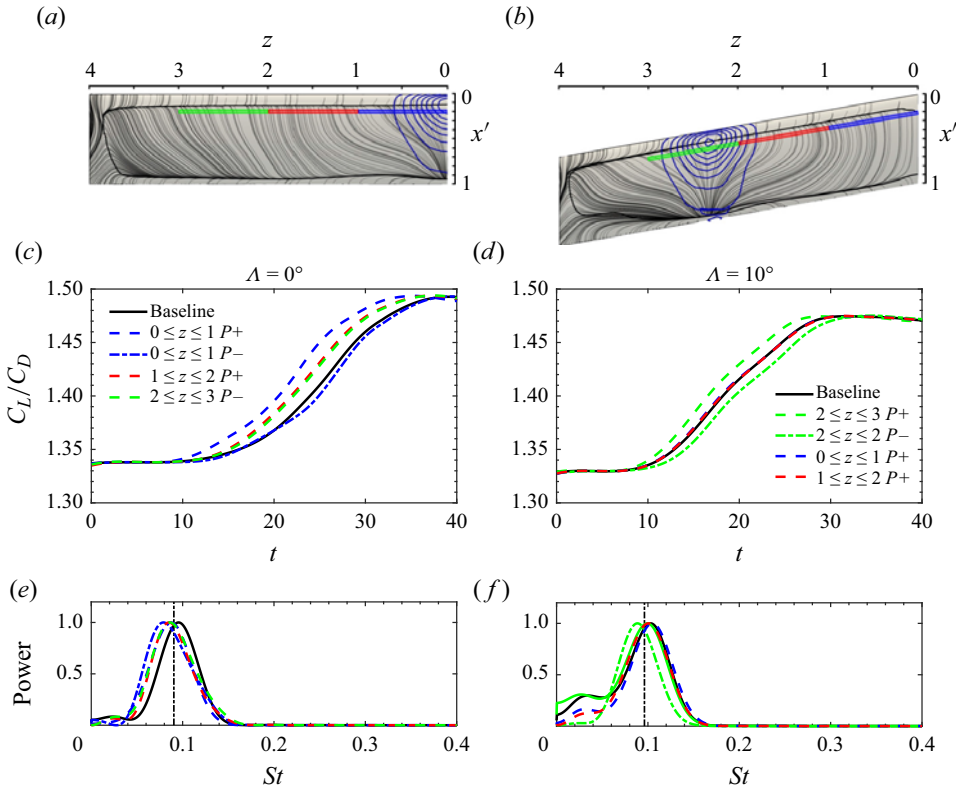 (a) (b)
z z
4 3 2 1 0 4 3 2 1 0
0 0
x′ x′
1 1
(c) Λ = 0° (d) Λ = 10°
1.50 1.50
Baseline
0 ≤ z ≤ 1 P+
0 ≤ z ≤ 1 P−
1 ≤ z ≤ 2 P+
2 ≤ z ≤ 3 P−
1.45 1.45
C_L/C_D
1.40 1.40
Baseline
2 ≤ z ≤ 3 P+
2 ≤ z ≤ 2 P−
0 ≤ z ≤ 1 P+
1 ≤ z ≤ 2 P+
1.35 1.35
1.30 1.30
0 10 20 30 40 0 10 20 30 40
t t
(e) (f)
1.0 1.0
Power
0.5 0.5
0 0.1 0.2 0.3 0.4 0 0.1 0.2 0.3 0.4
St St